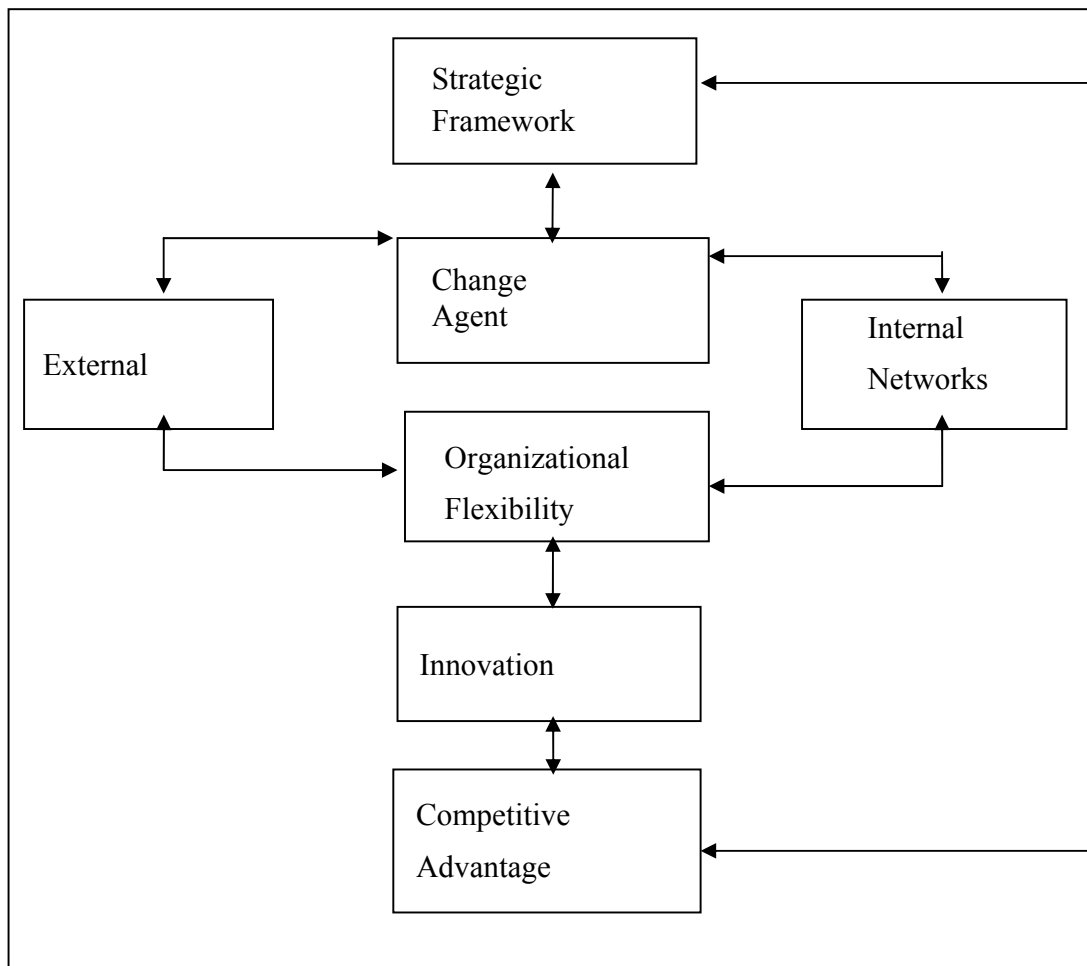 Strategic
Framework
Change
Agent
External
Internal
Networks
Organizational
Flexibility
Innovation
Competitive
Advantage